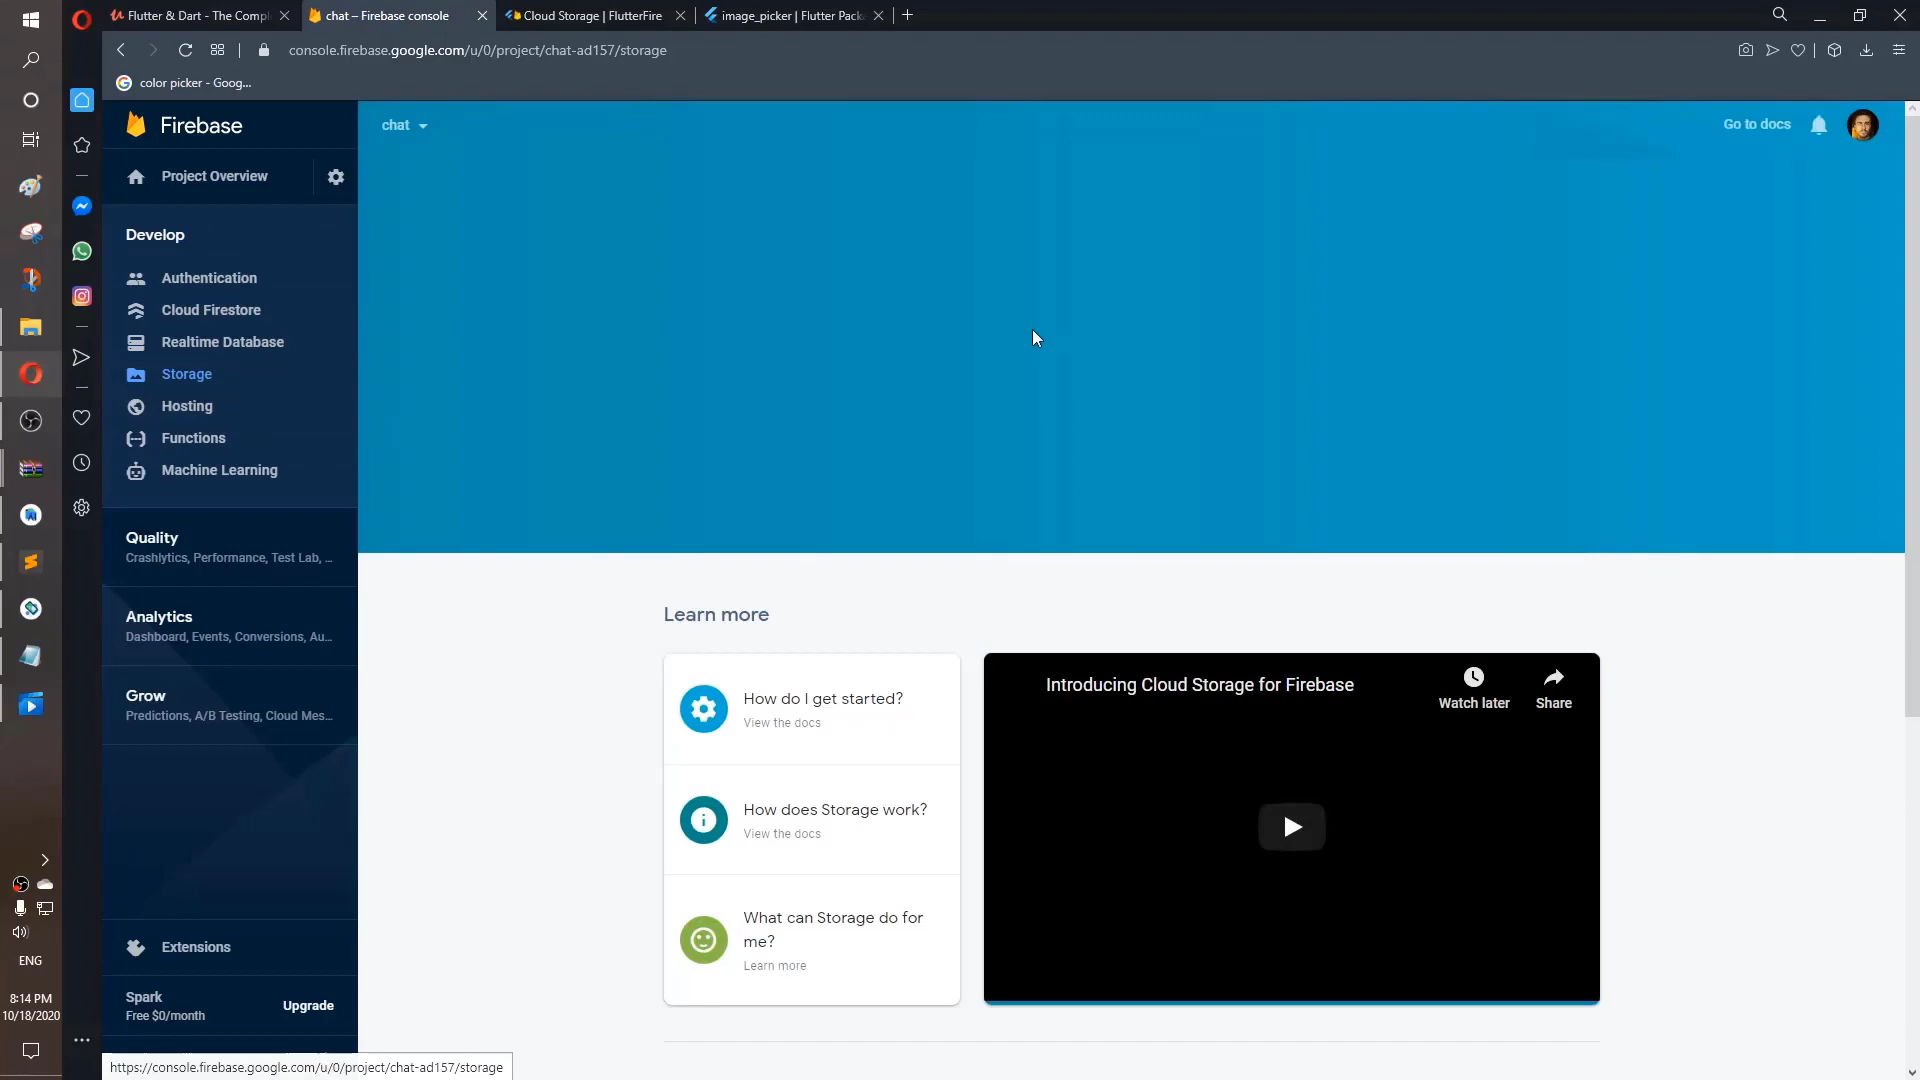 Flutter & Dart - The Compl
chat – Firebase console
Cloud Storage | FlutterFire
image_picker | Flutter Pack
console.firebase.google.com/u/0/project/chat-ad157/storage
color picker - Goog...
Firebase
chat
Go to docs
Project Overview
Develop
Authentication
Cloud Firestore
Realtime Database
Storage
Hosting
Functions
Machine Learning
Quality
Crashlytics, Performance, Test Lab, ...
Analytics
Dashboard, Events, Conversions, Au...
Grow
Predictions, A/B Testing, Cloud Mes...
Extensions
Spark
Free $0/month
Upgrade
Learn more
How do I get started?
View the docs
How does Storage work?
View the docs
What can Storage do for
me?
Learn more
Introducing Cloud Storage for Firebase
Watch later
Share
ENG
8:14 PM
10/18/2020
https://console.firebase.google.com/u/0/project/chat-ad157/storage